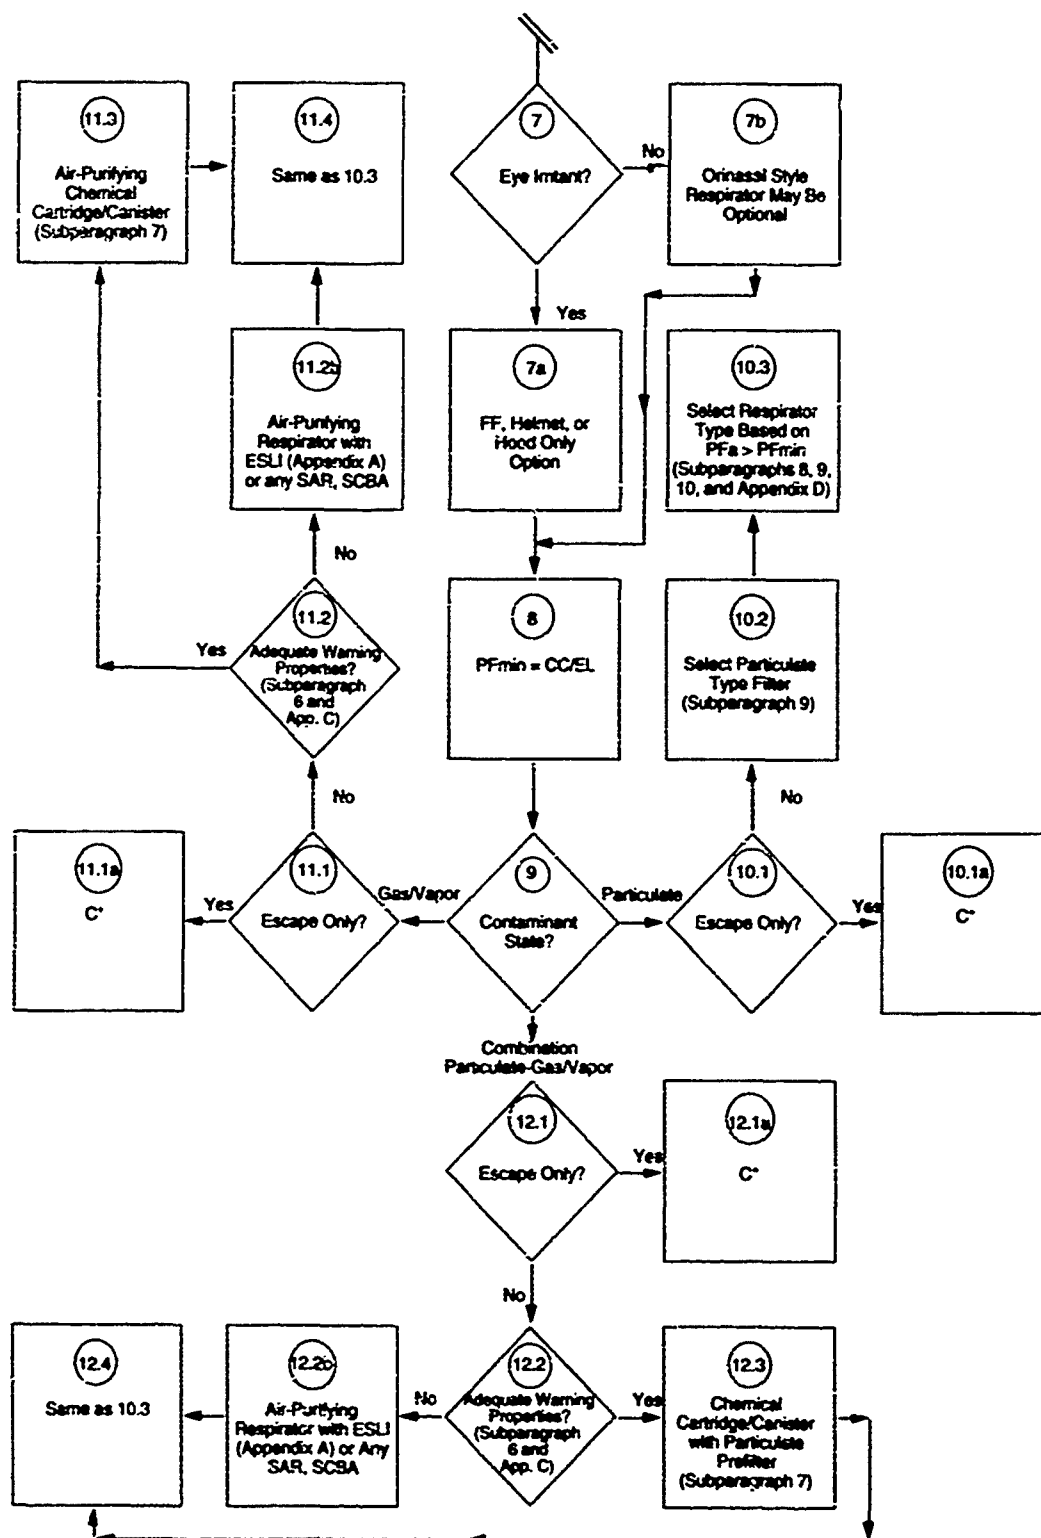 11.3
Air-Purifying
Chemical
Cartridge/Canister
(Subparagraph 7)
11.4
Same as 10.3
7
Eye Irritant?
No
7b
Orinasal Style
Respirator May Be
Optional
Yes
11.2b
Air-Purifying
Respirator with
ESLI (Appendix A)
or any SAR, SCBA
7a
FF, Helmet, or
Hood Only
Option
10.3
Select Respirator
Type Based on
PFa > PFmin
(Subparagraphs 8, 9,
10, and Appendix D)
No
11.2
Adequate Warning
Properties?
(Subparagraph
6 and
App. C)
Yes
8
PFmin = CC/EL
10.2
Select Particulate
Type Filter
(Subparagraph 9)
No
No
11.1a
C*
Yes
11.1
Escape Only?
Gas/Vapor
9
Contaminant
State?
Particulate
10.1
Escape Only?
Yes
10.1a
C*
Combination
Particulate-Gas/Vapor
12.1
Escape Only?
Yes
12.1a
C*
No
12.4
Same as 10.3
12.2b
Air-Purifying
Respirator with ESLI
(Appendix A) or Any
SAR, SCBA
No
12.2
Adequate Warning
Properties?
(Subparagraph
6 and
App. C)
Yes
12.3
Chemical
Cartridge/Canister
with Particulate
Prefilter
(Subparagraph 7)